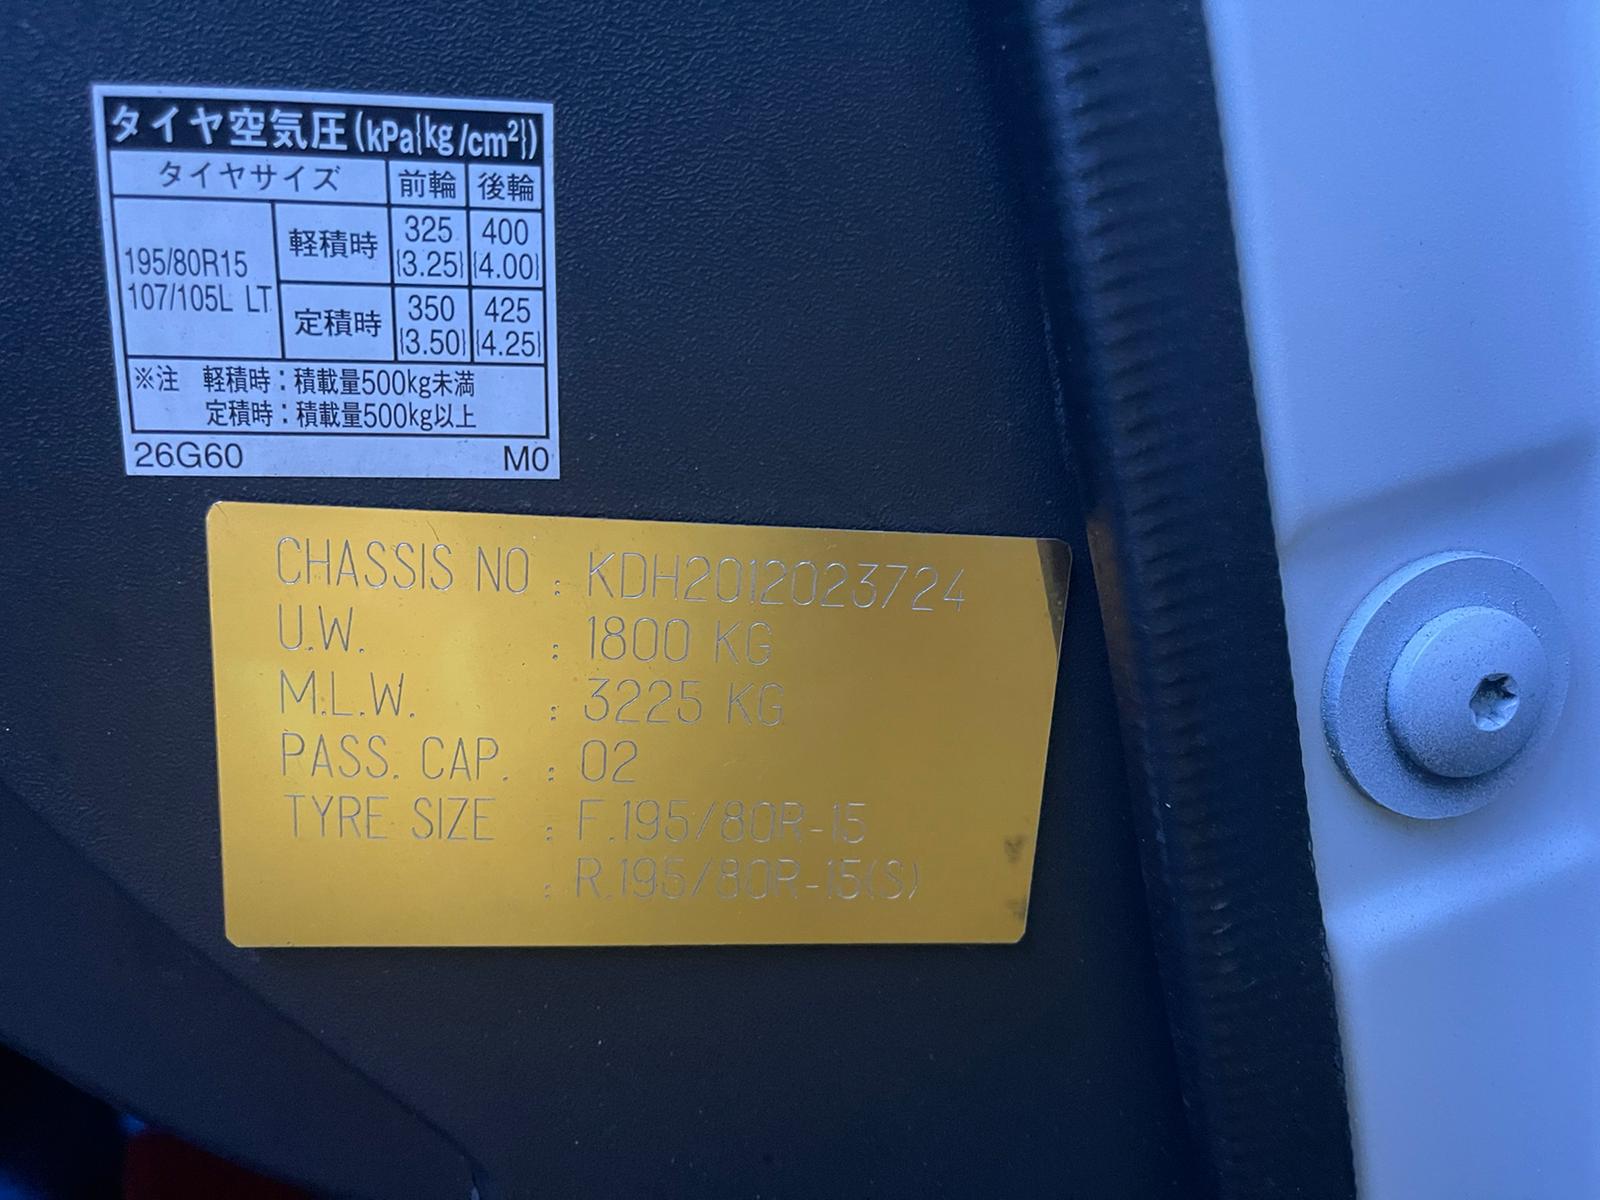 タイヤ空気圧(kPa{kg/cm²})
タイヤサイズ 前輪 後輪
195/80R15 107/105L LT 軽積時 325 {3.25} 400 {4.00}
定積時 350 {3.50} 425 {4.25}
※注 軽積時:積載量500kg未満
定積時:積載量500kg以上
26G60 M0
CHASSIS NO : KDH2012023724
U.W. : 1800 KG
M.L.W. : 3225 KG
PASS. CAP. : 02
TYRE SIZE : F.195/80R-15
: R.195/80R-15(S)